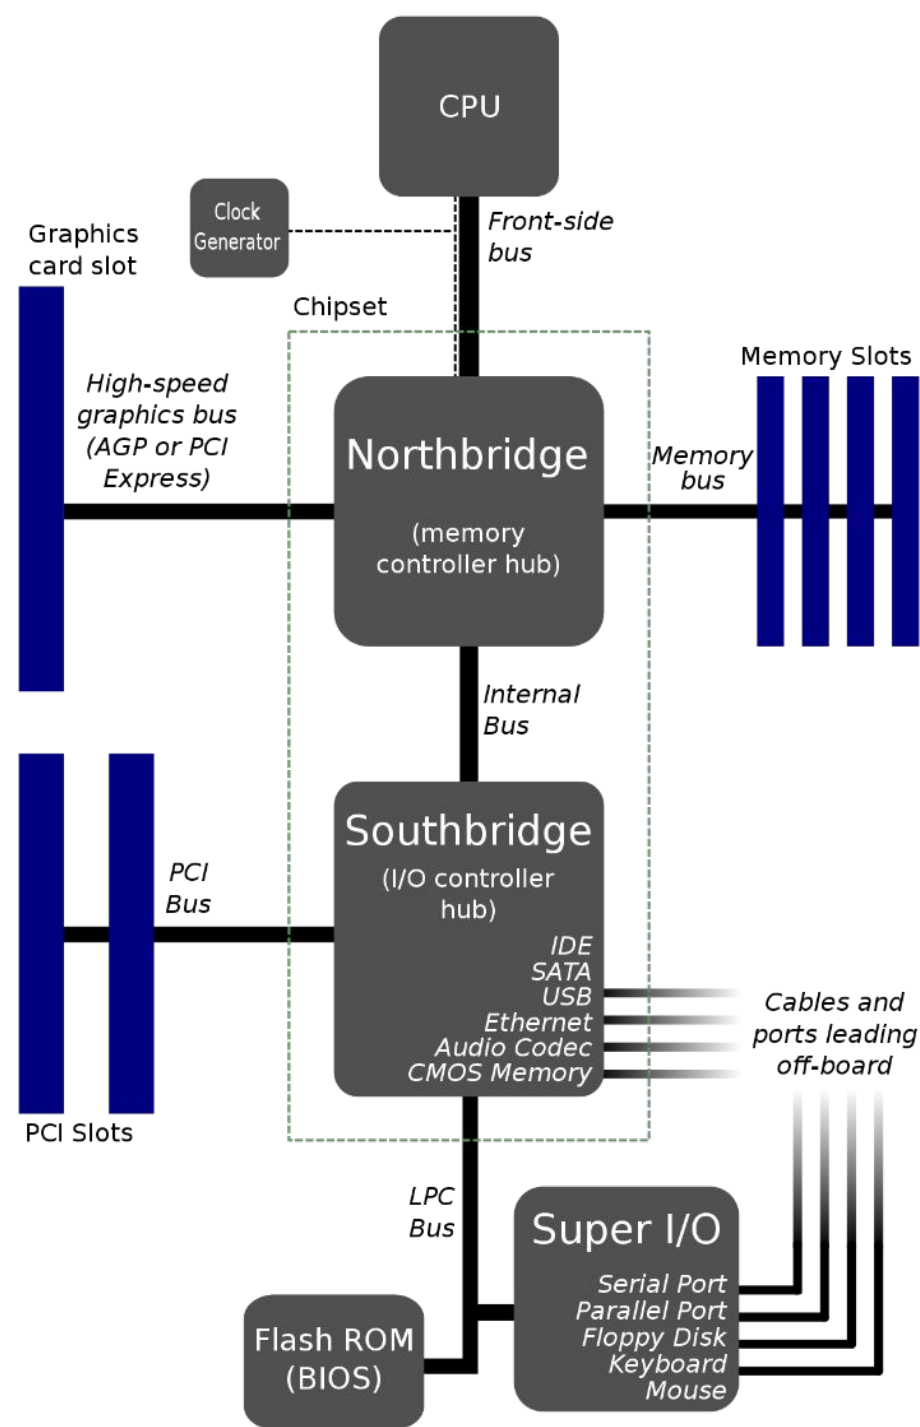 CPU
Clock
Generator
Front-side
bus
Graphics
card slot
Chipset
High-speed
graphics bus
(AGP or PCI
Express)
Northbridge
(memory
controller hub)
Memory Slots
Memory
bus
Internal
Bus
Southbridge
(I/O controller
hub)
IDE
SATA
USB
Ethernet
Audio Codec
CMOS Memory
PCI
Bus
PCI Slots
Cables and
ports leading
off-board
LPC
Bus
Super I/O
Serial Port
Parallel Port
Floppy Disk
Keyboard
Mouse
Flash ROM
(BIOS)